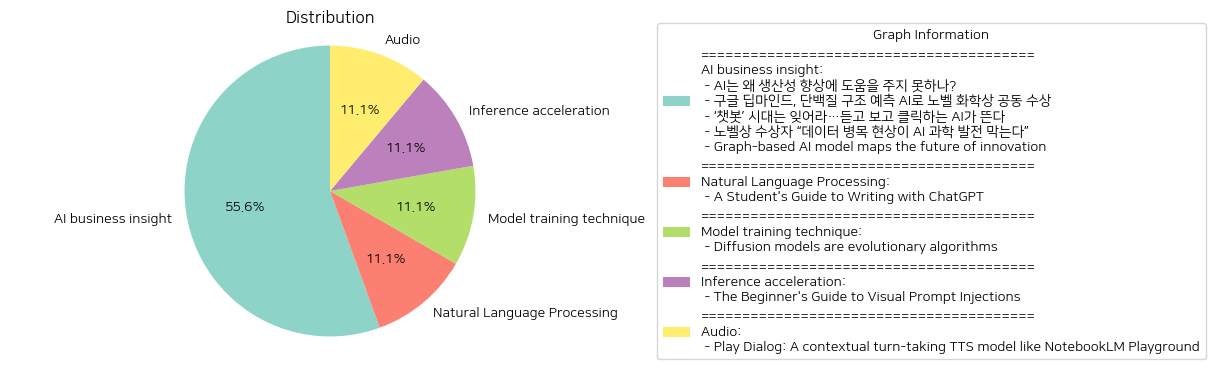 Distribution
Audio
11.1%
Inference acceleration
11.1%
Model training technique
11.1%
Natural Language Processing
11.1%
AI business insight
55.6%
Graph Information
========================================
AI business insight:
- AI는 왜 생산성 향상에 도움을 주지 못하나?
- 구글 딥마인드, 단백질 구조 예측 AI로 노벨 화학상 공동 수상
- ‘챗봇’ 시대는 잊어라…듣고 보고 클릭하는 AI가 뜬다
- 노벨상 수상자 “데이터 병목 현상이 AI 과학 발전 막는다”
- Graph-based AI model maps the future of innovation
========================================
Natural Language Processing:
- A Student's Guide to Writing with ChatGPT
========================================
Model training technique:
- Diffusion models are evolutionary algorithms
========================================
Inference acceleration:
- The Beginner's Guide to Visual Prompt Injections
========================================
Audio:
- Play Dialog: A contextual turn-taking TTS model like NotebookLM Playground